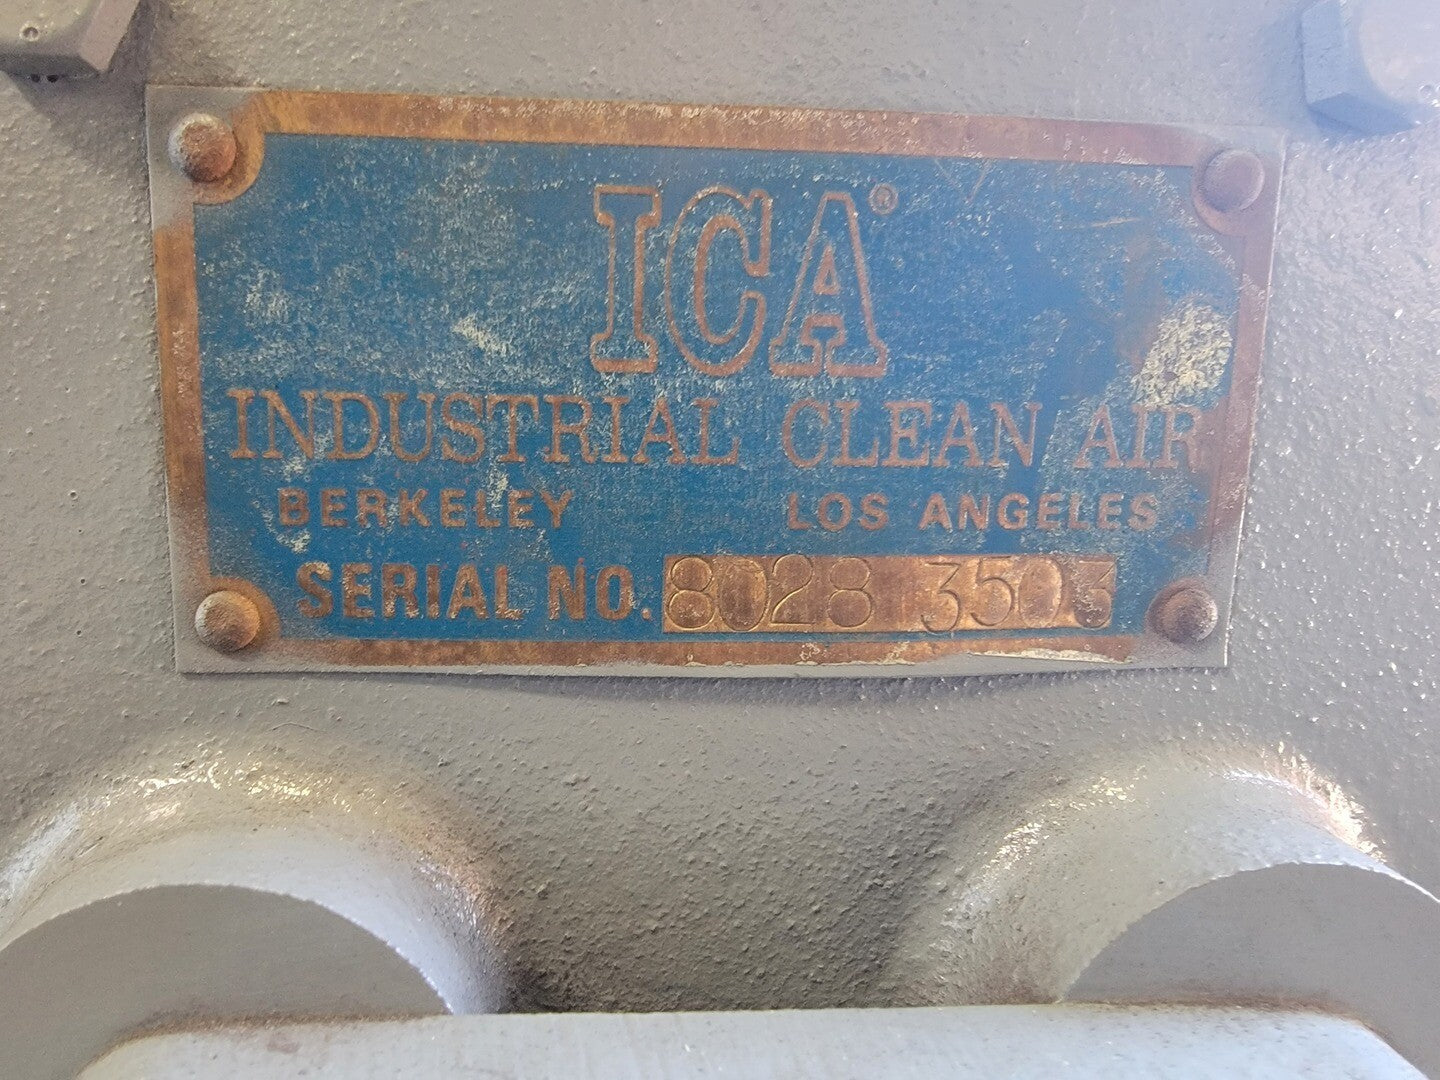 ICA®
INDUSTRIAL CLEAN AIR
BERKELEY LOS ANGELES
SERIAL NO. 8028 3503